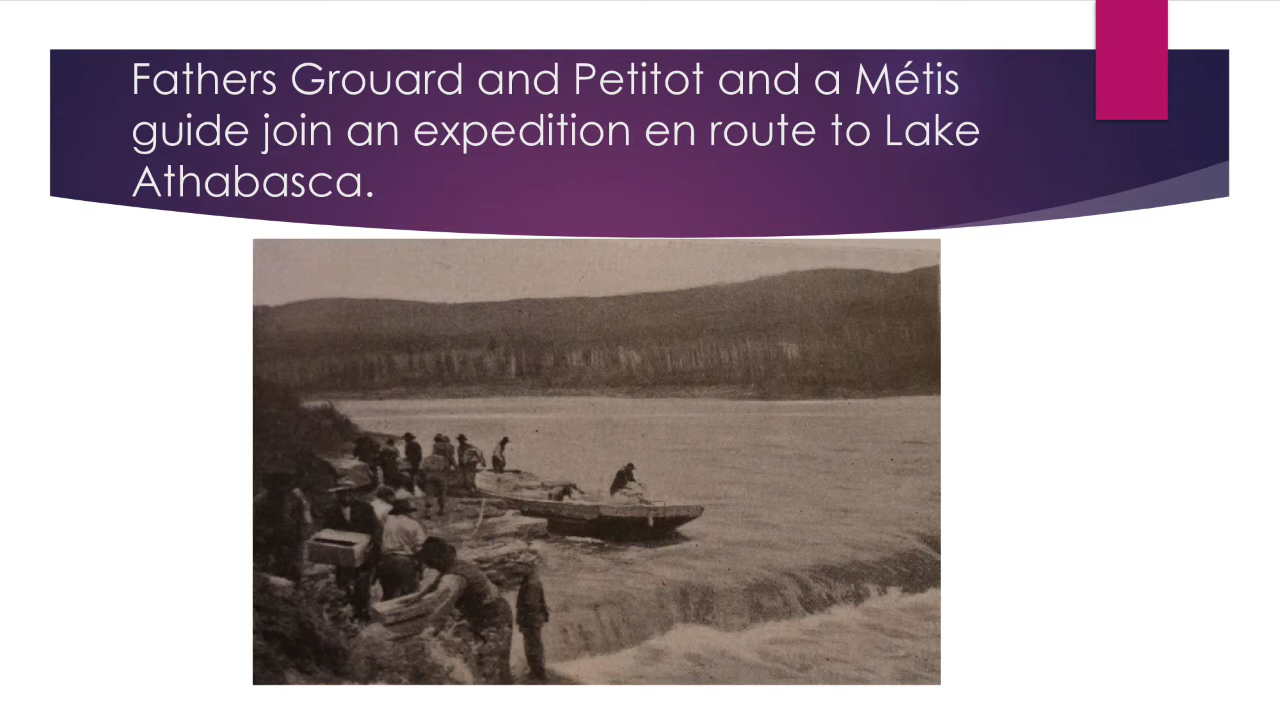 Fathers Grouard and Petitot and a Métis
guide join an expedition en route to Lake
Athabasca.